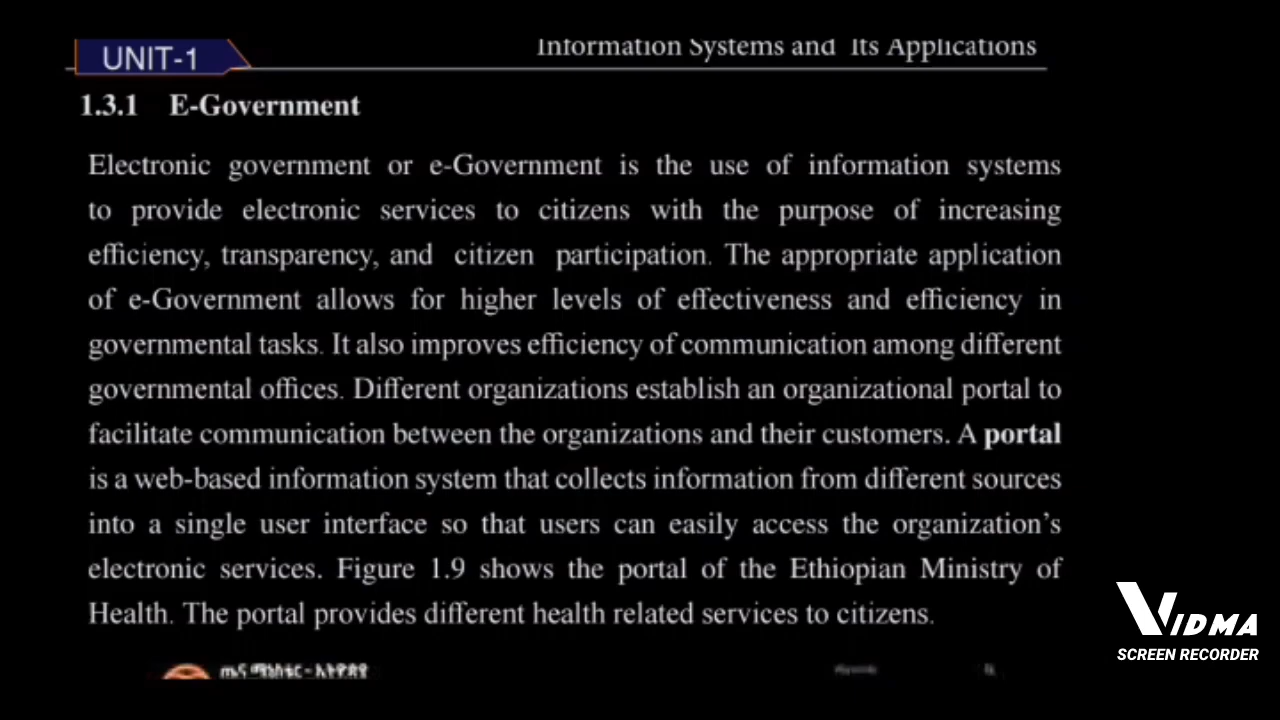 UNIT-1
Information Systems and Its Applications
1.3.1 E-Government
Electronic government or e-Government is the use of information systems
to provide electronic services to citizens with the purpose of increasing
efficiency, transparency, and citizen participation. The appropriate application
of e-Government allows for higher levels of effectiveness and efficiency in
governmental tasks. It also improves efficiency of communication among different
governmental offices. Different organizations establish an organizational portal to
facilitate communication between the organizations and their customers. A portal
is a web-based information system that collects information from different sources
into a single user interface so that users can easily access the organization's
electronic services. Figure 1.9 shows the portal of the Ethiopian Ministry of
Health. The portal provides different health related services to citizens.
VIDMA
SCREEN RECORDER